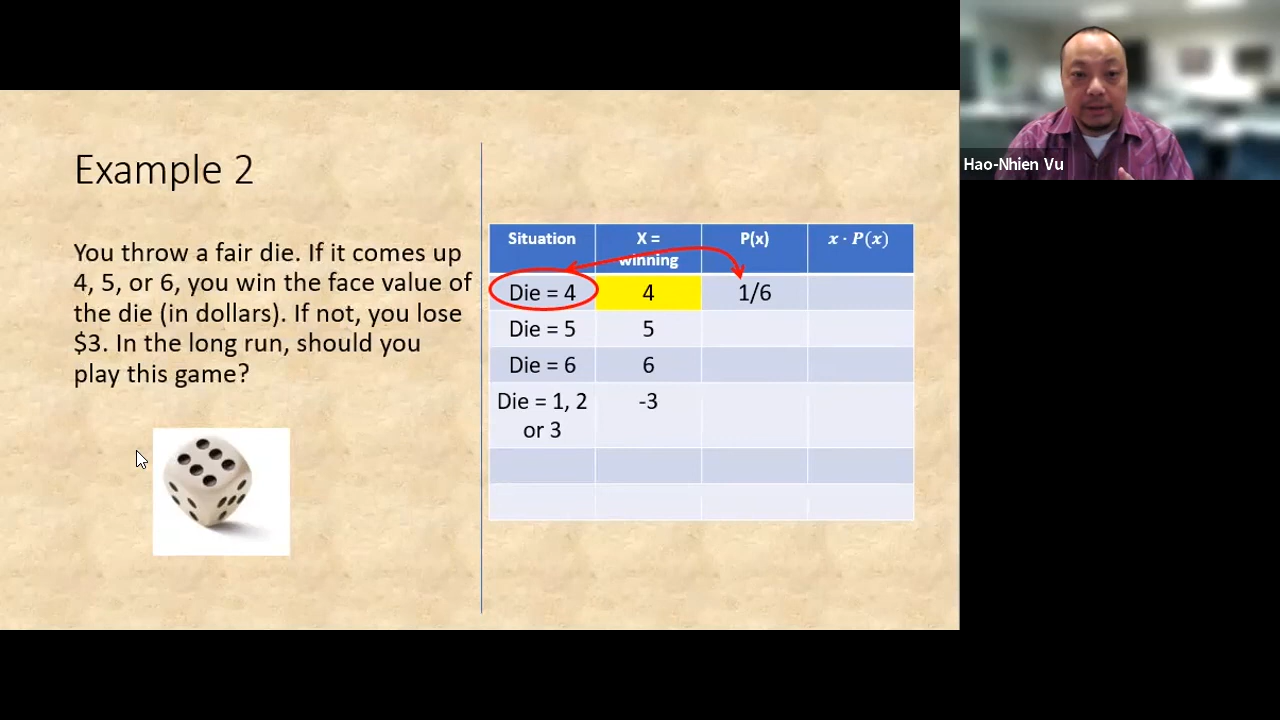 Example 2
You throw a fair die. If it comes up
4, 5, or 6, you win the face value of
the die (in dollars). If not, you lose
$3. In the long run, should you
play this game?
Situation X = winning P(x) x · P(x)
Die = 4 4 1/6
Die = 5 5
Die = 6 6
Die = 1, 2 -3
or 3
Hao-Nhien Vu